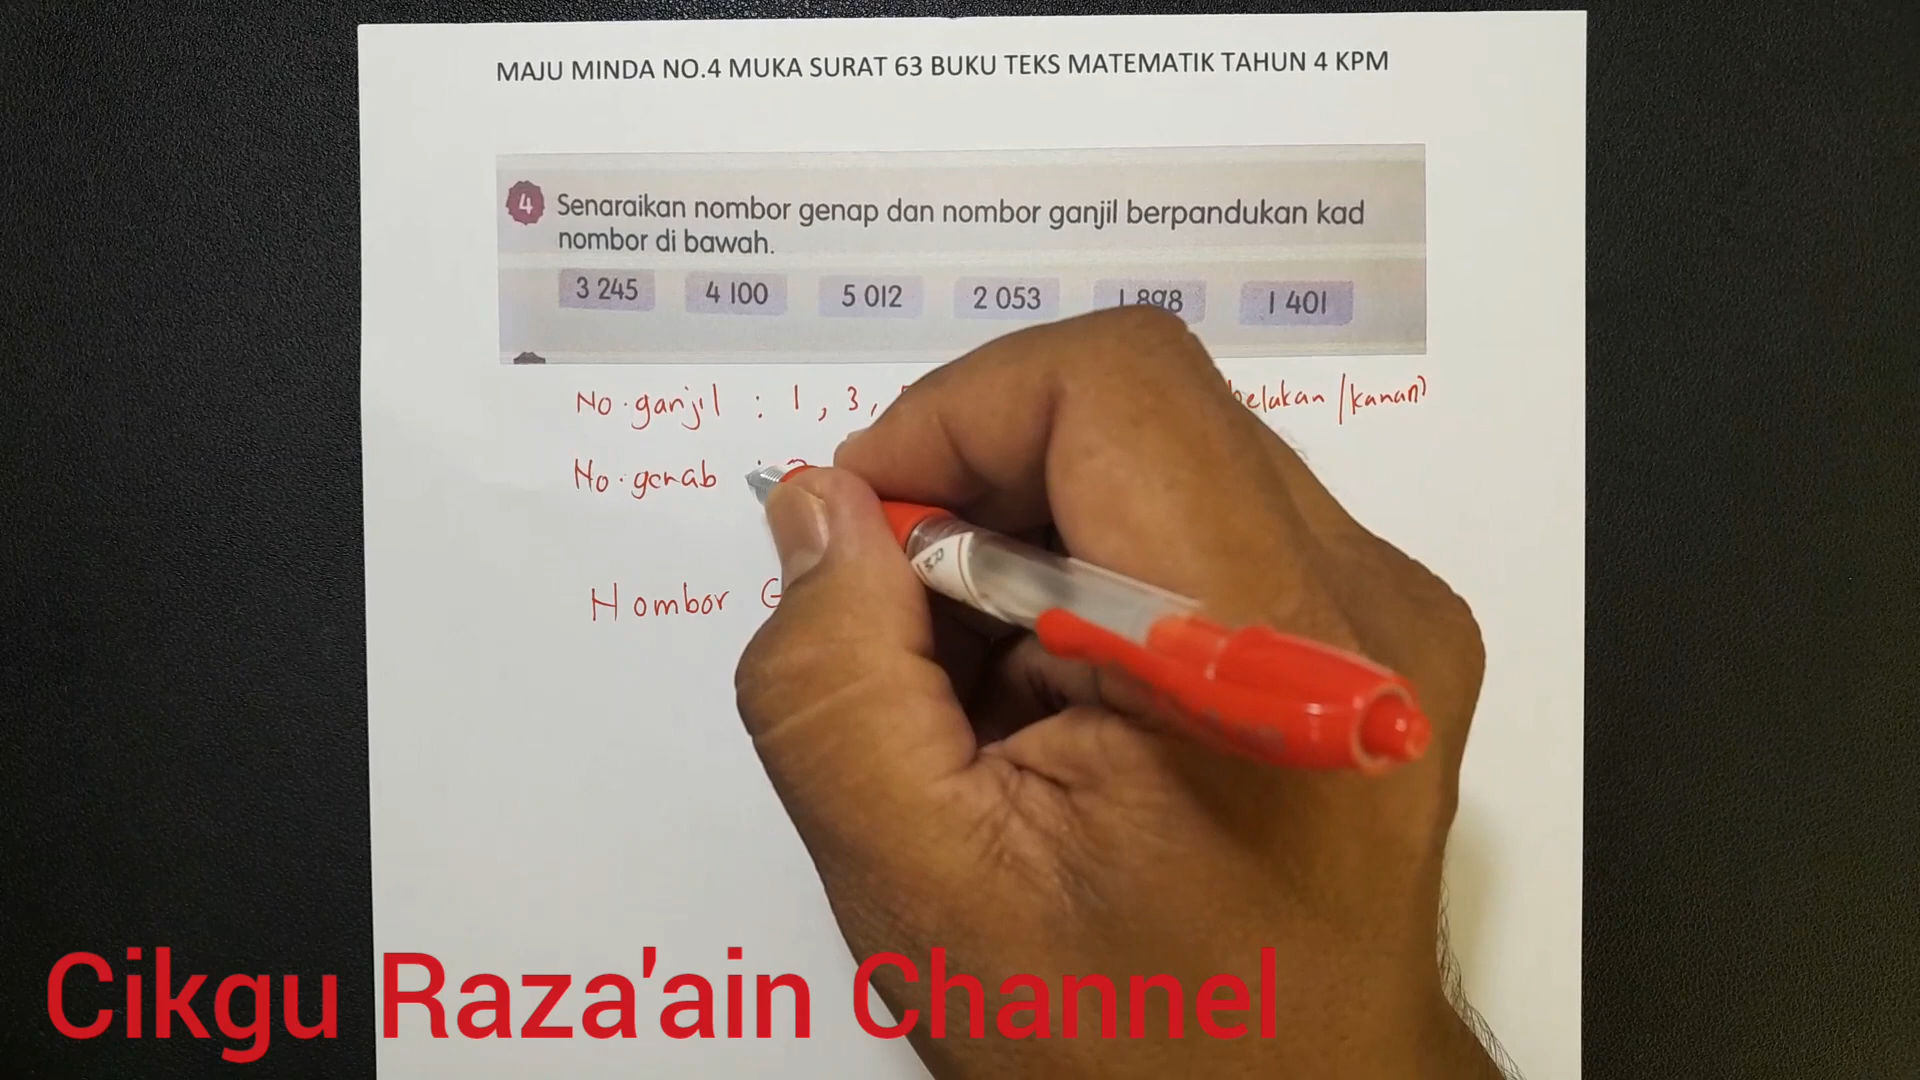 MAJU MINDA NO.4 MUKA SURAT 63 BUKU TEKS MATEMATIK TAHUN 4 KPM
4 Senaraikan nombor genap dan nombor ganjil berpandukan kad
nombor di bawah.
3 245 4 100 5 012 2 053 1 898 1 401
No. ganjil : 1, 3, belakan /kanan)
No. genab :
Nombor G
Cikgu Raza'ain Channel